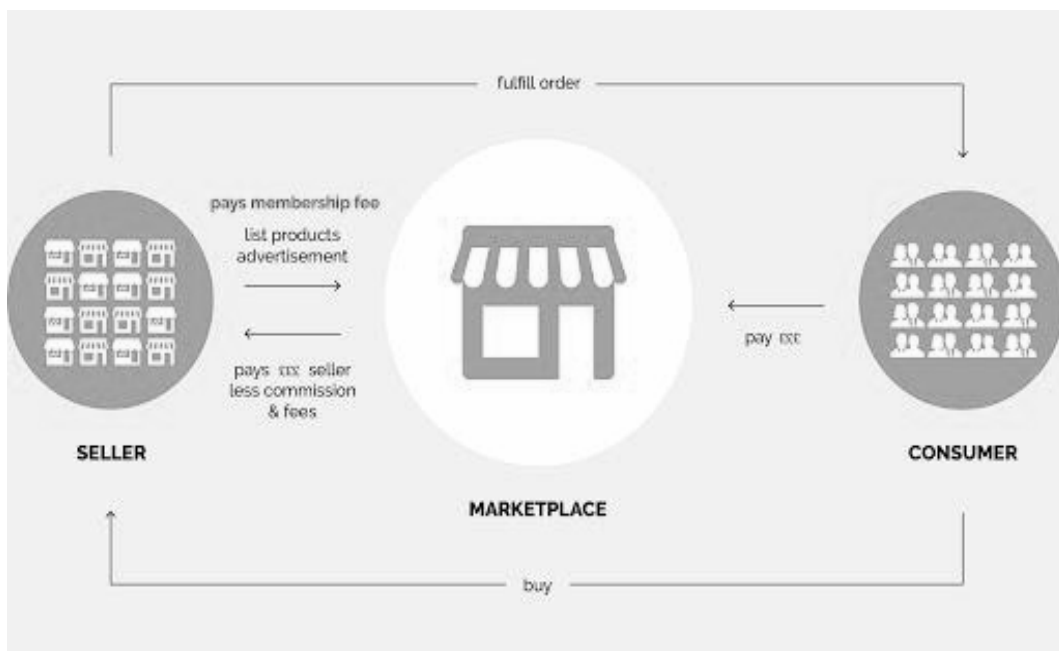 fulfill order
pays membership fee
list products
advertisement
pays £££ seller
less commission
& fees
pay £££
SELLER
CONSUMER
MARKETPLACE
buy